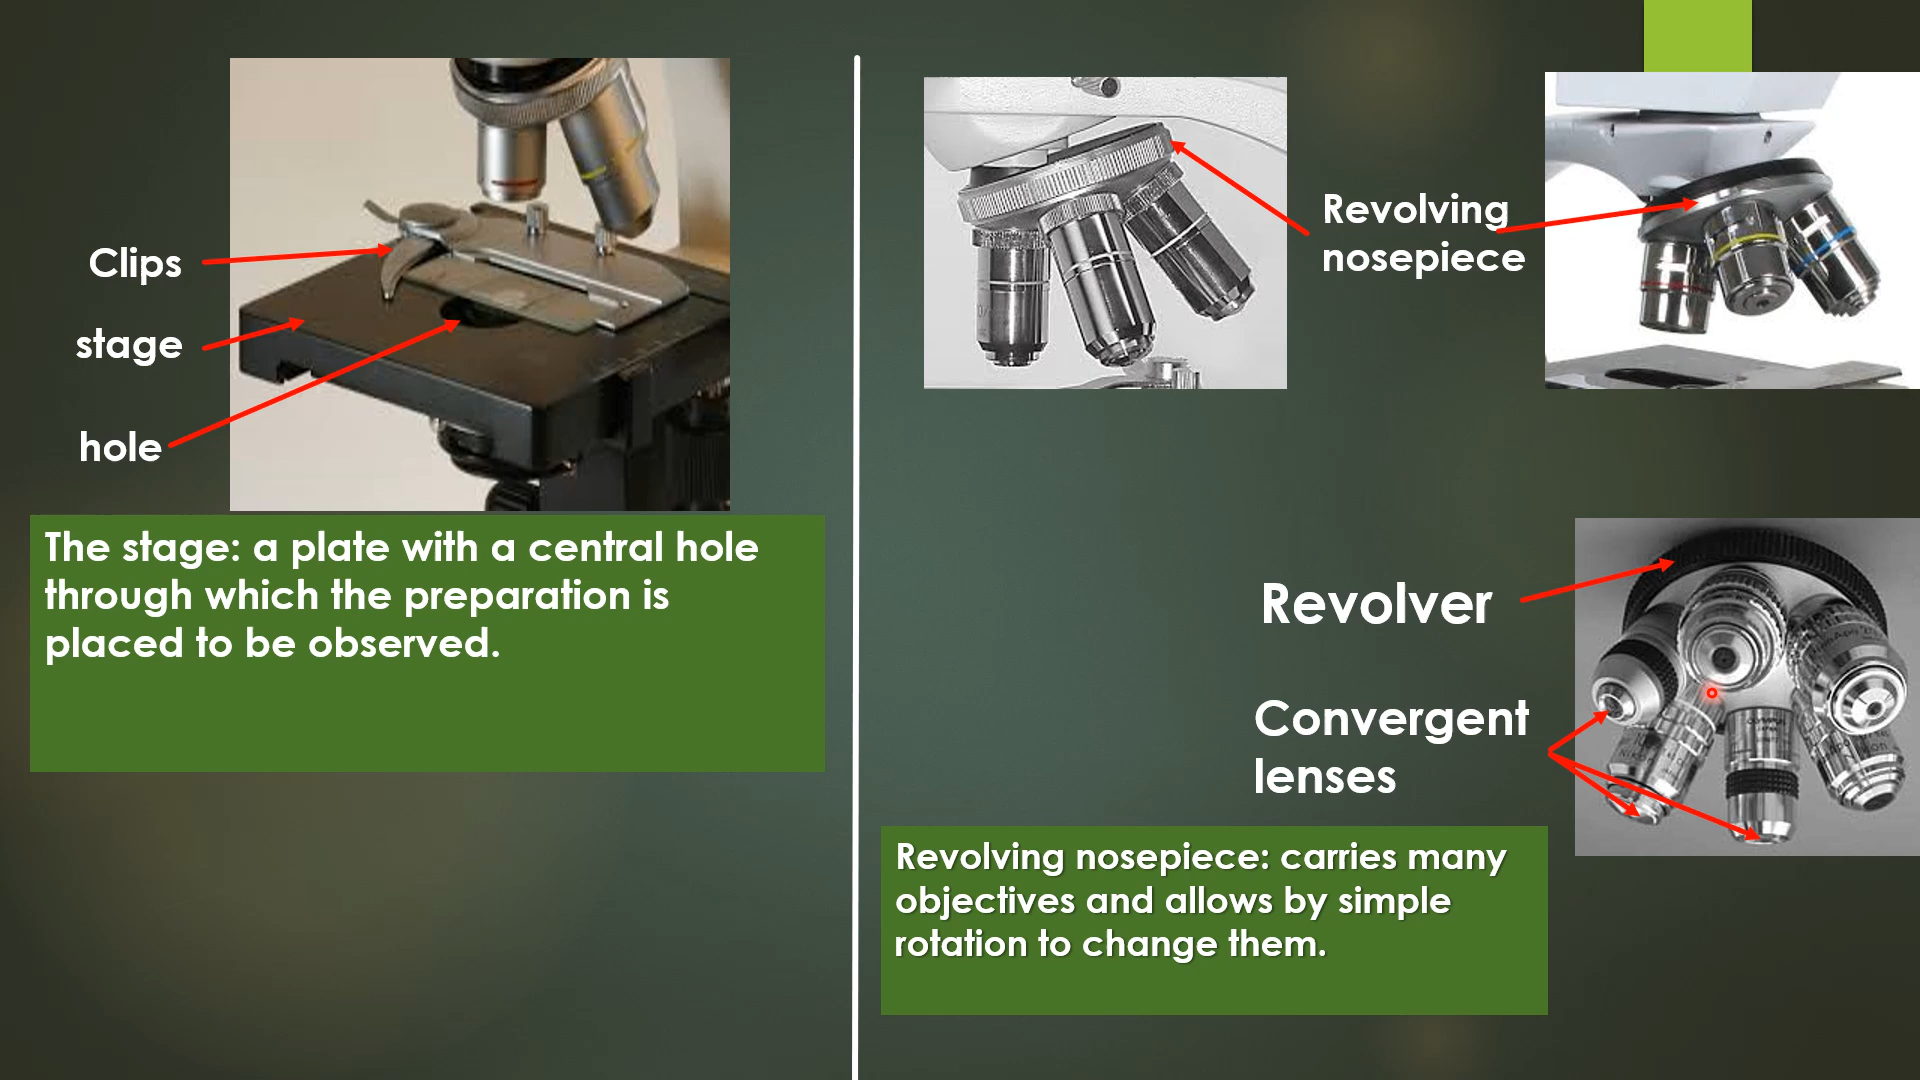 Clips
stage
hole
The stage: a plate with a central hole
through which the preparation is
placed to be observed.
Revolving
nosepiece
Revolver
Convergent
lenses
Revolving nosepiece: carries many
objectives and allows by simple
rotation to change them.
OLYMPUS